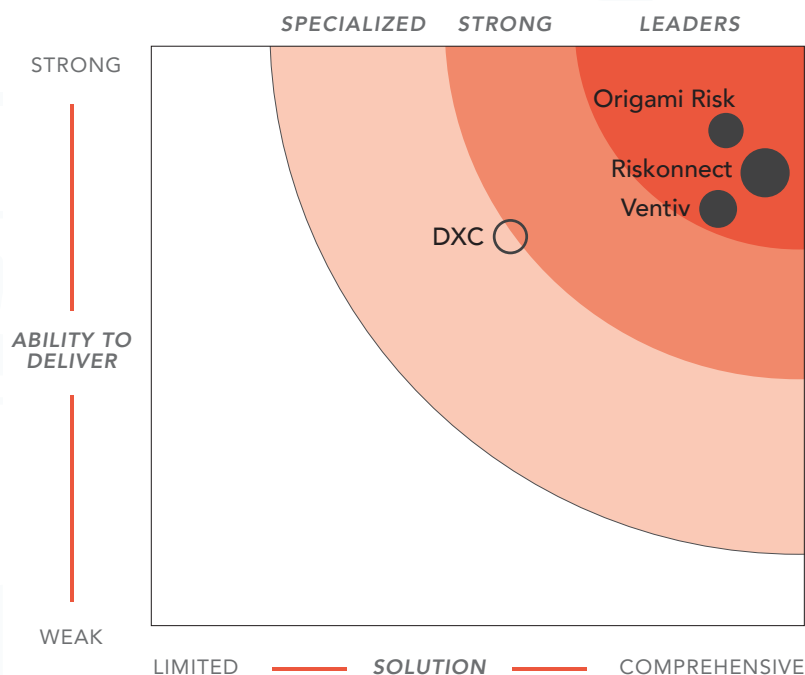 SPECIALIZED STRONG LEADERS
STRONG
Origami Risk
Riskonnect
Ventiv
DXC
ABILITY TO
DELIVER
WEAK
LIMITED SOLUTION COMPREHENSIVE